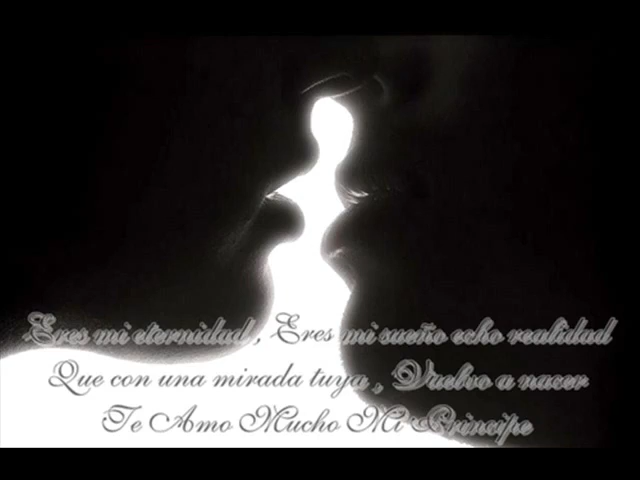 Eres mi eternidad , Eres mi sueño echo realidad
Que con una mirada tuya , Vuelvo a nacer
Te Amo Mucho Mi Principe